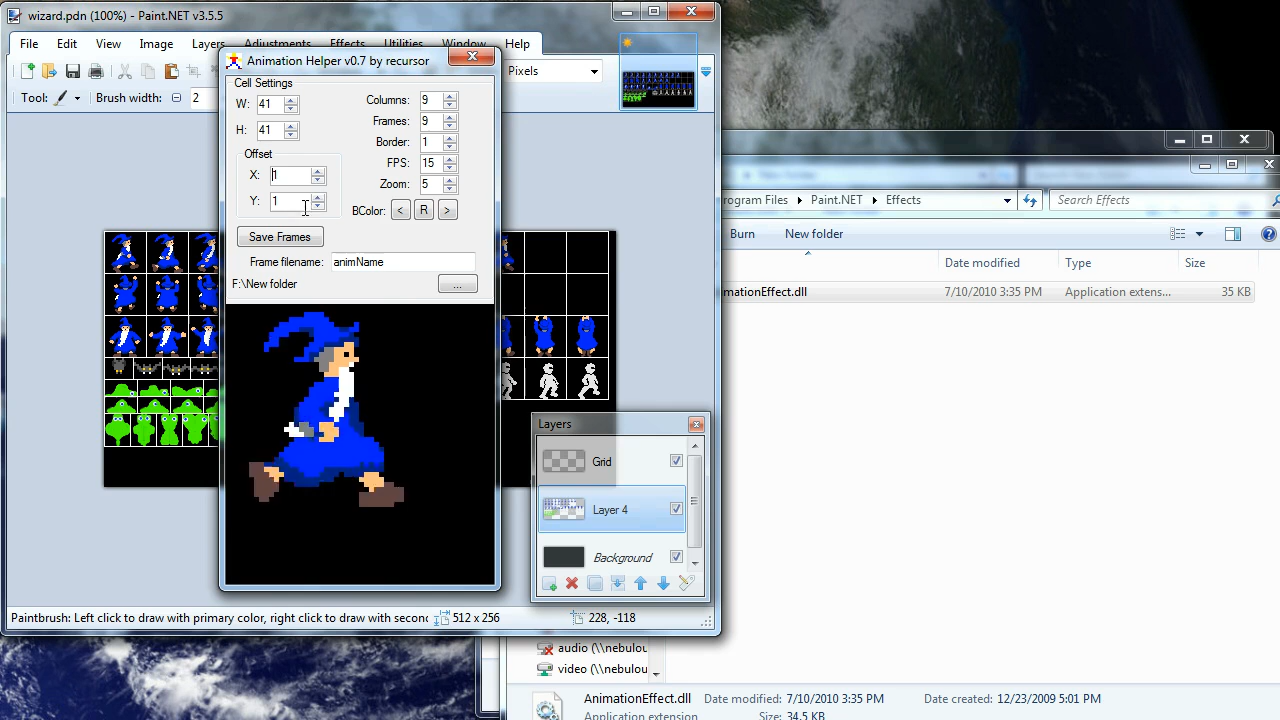 wizard.pdn (100%) - Paint.NET v3.5.5
File Edit View Image Layers Adjustments Effects Utilities Window Help
Pixels
Tool: Brush width: 2
Animation Helper v0.7 by recursor
Cell Settings
W: 41
H: 41
Offset
X: 1
Y: 1
Columns: 9
Frames: 9
Border: 1
FPS: 15
Zoom: 5
BColor: < R >
Save Frames
Frame filename: animName
F:\New folder ...
Layers
Grid
Layer 4
Background
Paintbrush: Left click to draw with primary color, right click to draw with secon 512 x 256 228, -118
rogram Files Paint.NET Effects Search Effects
Burn New folder
Date modified Type Size
mationEffect.dll 7/10/2010 3:35 PM Application extens... 35 KB
audio (\\nebulou
video (\\nebulou
AnimationEffect.dll Date modified: 7/10/2010 3:35 PM Date created: 12/23/2009 5:01 PM
Application extension Size: 34.5 KB